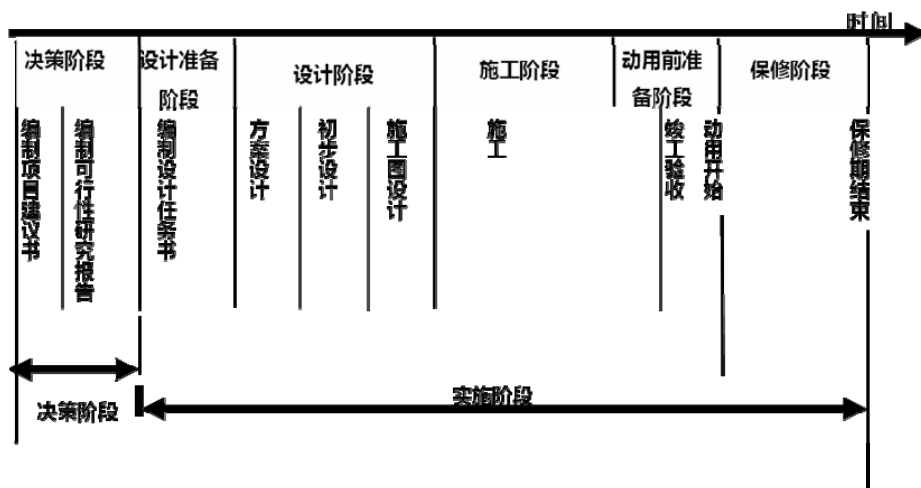 时间
决策阶段
设计准备
阶段
设计阶段
施工阶段
动用前准
备阶段
保修阶段
编制项目建议书
编制可行性研究报告
编制设计任务书
方案设计
初步设计
施工图设计
施工
竣工验收
动用开始
保修期结束
决策阶段
实施阶段